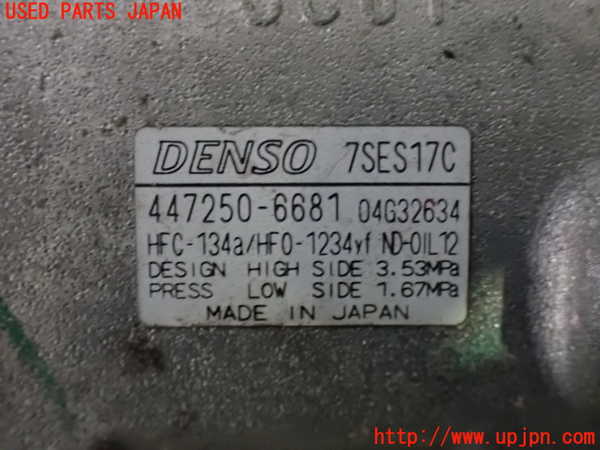 USED PARTS JAPAN
DENSO 7SES17C
447250-6681 04G32634
HFC-134a/HFO-1234yf ND-OIL12
DESIGN HIGH SIDE 3.53MPa
PRESS LOW SIDE 1.67MPa
MADE IN JAPAN
http://www.upjpn.com/